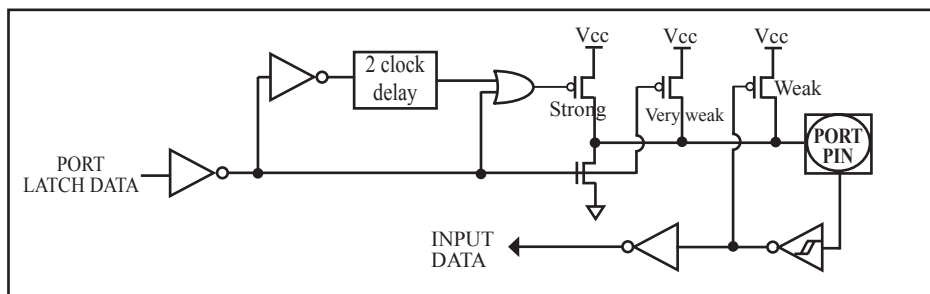 Vcc
Vcc
Vcc
2 clock
delay
Strong
Very weak
Weak
PORT
PIN
PORT
LATCH DATA
INPUT
DATA